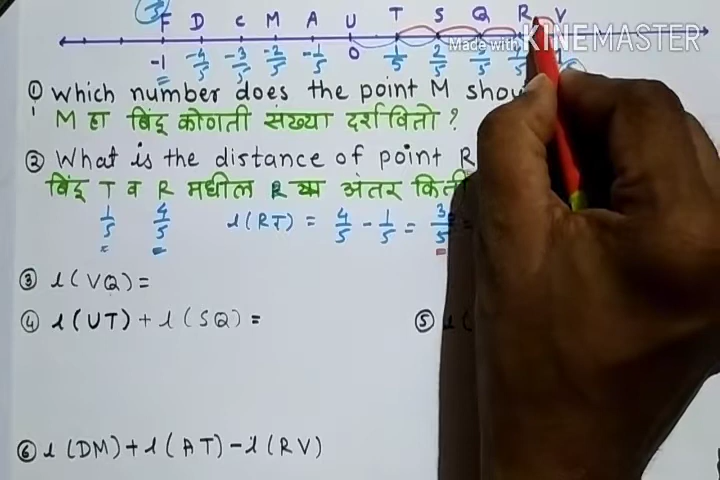 F D C M A U T S Q R V
-1 -4/5 -3/5 -2/5 -1/5 0 1/5 2/5 /5 /5
Made with KINEMASTER
① Which number does the point M
M हा बिंदू कोणती संख्या दर्शवितो ?
② What is the distance of point R
बिंदू T व R मधील अंतर किती
1/5 4/5 l(RT) = 4/5 - 1/5 = 3/5 =
③ l(VQ) =
④ l(UT) + l(SQ) = ⑤
⑥ l(DM) + l(AT) - l(RV)